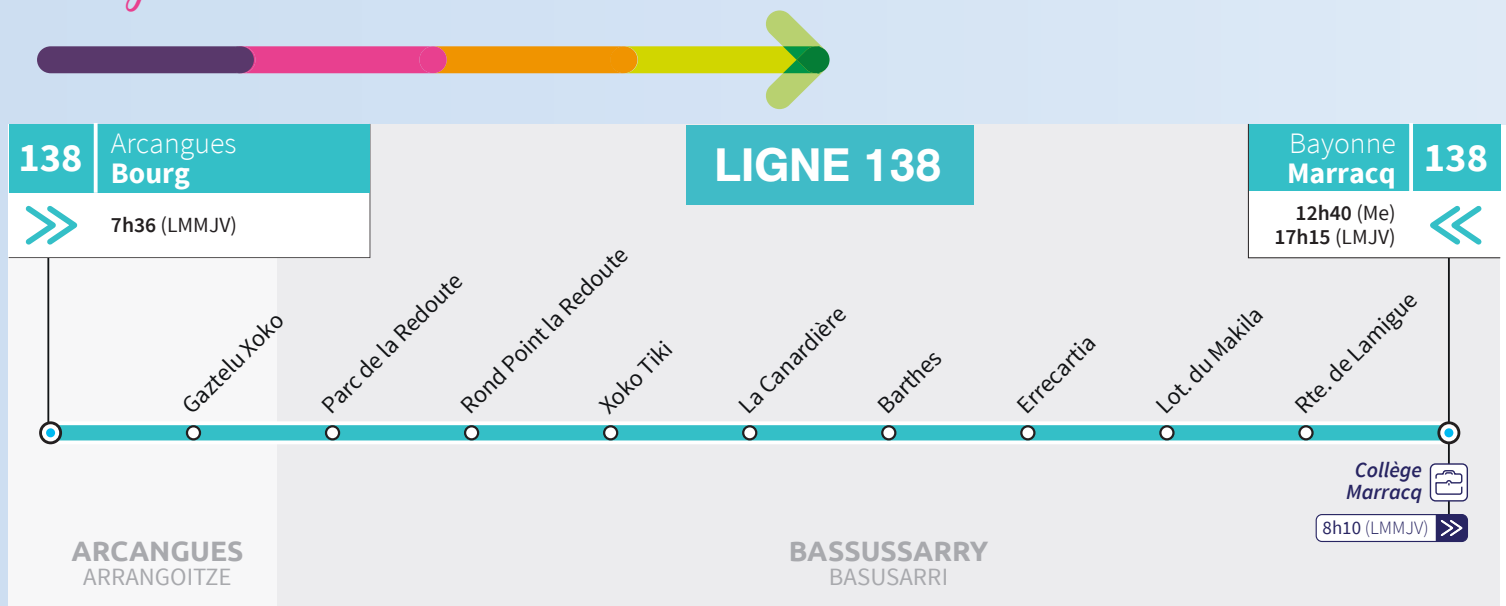 138
Arcangues
Bourg
7h36 (LMMJV)
LIGNE 138
Bayonne
Marracq
138
12h40 (Me)
17h15 (LMJV)
Gaztelu Xoko
Parc de la Redoute
Rond Point la Redoute
Xoko Tiki
La Canardière
Barthes
Errecartia
Lot. du Makila
Rte. de Lamigue
Collège
Marracq
8h10 (LMMJV)
ARCANGUES
ARRANGOITZE
BASSUSSARRY
BASUSARRI